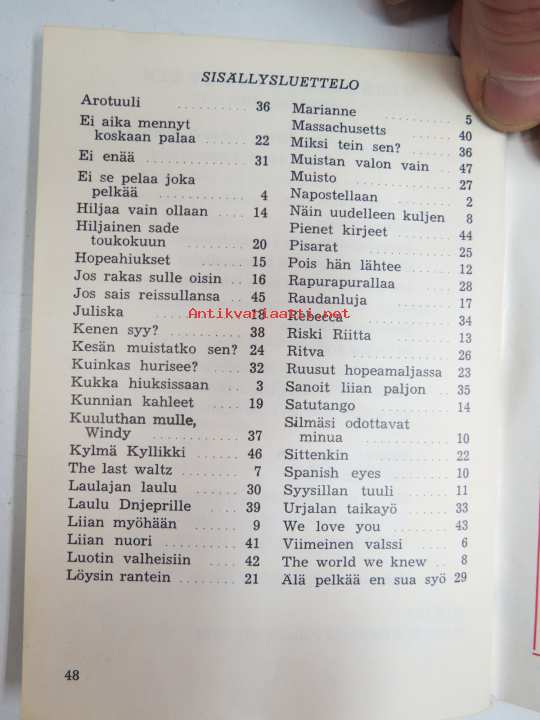 SISÄLLYSLUETTELO
Arotuuli .......... 36
Ei aika mennyt
koskaan palaa ... 22
Ei enää .......... 31
Ei se pelaa joka
pelkää .......... 4
Hiljaa vain ollaan .... 14
Hiljainen sade
toukokuun ........ 20
Hopeahiukset ...... 15
Jos rakas sulle oisin .. 16
Jos sais reissullansa .. 45
Juliska .......... 18
Kenen syy? ........ 38
Kesän muistatko sen? 24
Kuinkas hurisee? .... 32
Kukka hiuksissaan .... 3
Kunnian kahleet .... 19
Kuuluthan mulle,
Windy .......... 37
Kylmä Kyllikki ...... 46
The last waltz ...... 7
Laulajan laulu ...... 30
Laulu Dnjeprille .... 39
Liian myöhään ...... 9
Liian nuori ........ 41
Luotin valheisiin .... 42
Löysin rantein ...... 21
Marianne .......... 5
Massachusetts ...... 40
Miksi tein sen? .... 36
Muistan valon vain .. 47
Muisto .......... 27
Napostellaan ...... 2
Näin uudelleen kuljen 8
Pienet kirjeet ...... 44
Pisarat .......... 25
Pois hän lähtee .... 12
Rapurapurallaa .... 28
Raudanluja ........ 17
Rebecca .......... 34
Riski Riitta ........ 13
Ritva .......... 26
Ruusut hopeamaljassa 23
Sanoit liian paljon .. 35
Satutango ........ 14
Silmäsi odottavat
minua .......... 10
Sittenkin .......... 22
Spanish eyes ...... 10
Syysillan tuuli ...... 11
Urjalan taikayö .... 33
We love you ...... 43
Viimeinen valssi .... 6
The world we knew .. 8
Älä pelkää en sua syö 29
Antikvariaatti.net
48